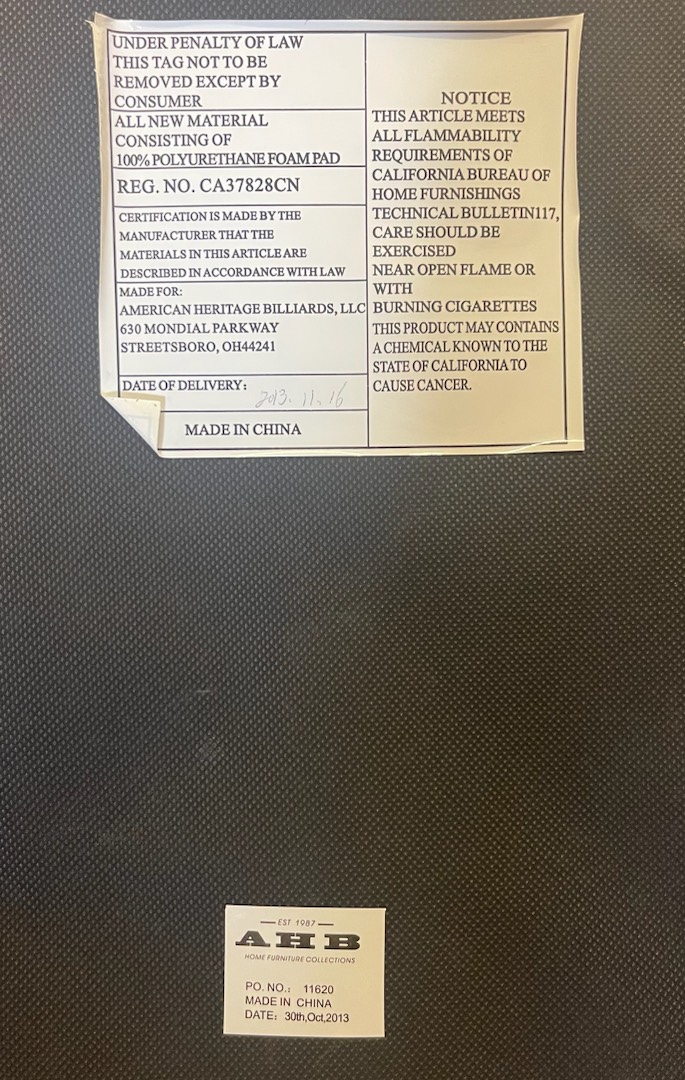 UNDER PENALTY OF LAW
THIS TAG NOT TO BE
REMOVED EXCEPT BY
CONSUMER
ALL NEW MATERIAL
CONSISTING OF
100% POLYURETHANE FOAM PAD
REG. NO. CA37828CN
CERTIFICATION IS MADE BY THE
MANUFACTURER THAT THE
MATERIALS IN THIS ARTICLE ARE
DESCRIBED IN ACCORDANCE WITH LAW
MADE FOR:
AMERICAN HERITAGE BILLIARDS, LLC
630 MONDIAL PARKWAY
STREETSBORO, OH44241
DATE OF DELIVERY: 2013. 11. 16
MADE IN CHINA
NOTICE
THIS ARTICLE MEETS
ALL FLAMMABILITY
REQUIREMENTS OF
CALIFORNIA BUREAU OF
HOME FURNISHINGS
TECHNICAL BULLETIN117,
CARE SHOULD BE
EXERCISED
NEAR OPEN FLAME OR
WITH
BURNING CIGARETTES
THIS PRODUCT MAY CONTAINS
A CHEMICAL KNOWN TO THE
STATE OF CALIFORNIA TO
CAUSE CANCER.
EST 1987
AHB
HOME FURNITURE COLLECTIONS
PO. NO.: 11620
MADE IN CHINA
DATE: 30th,Oct,2013